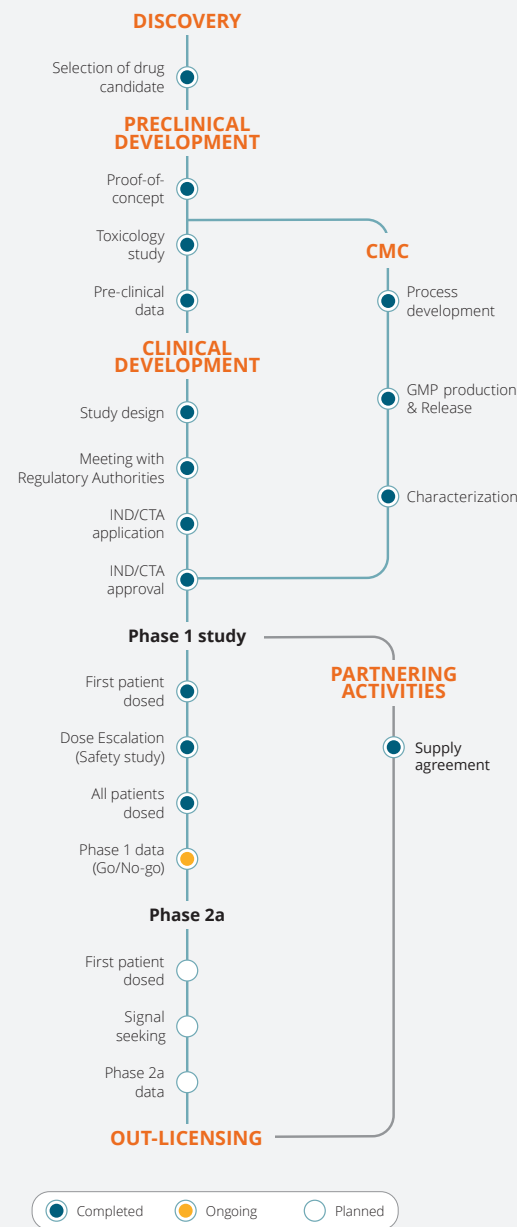 DISCOVERY
Selection of drug
candidate
PRECLINICAL
DEVELOPMENT
Proof-of-
concept
Toxicology
study
Pre-clinical
data
CMC
Process
development
GMP production
& Release
Characterization
CLINICAL
DEVELOPMENT
Study design
Meeting with
Regulatory Authorities
IND/CTA
application
IND/CTA
approval
Phase 1 study
First patient
dosed
Dose Escalation
(Safety study)
All patients
dosed
Phase 1 data
(Go/No-go)
PARTNERING
ACTIVITIES
Supply
agreement
Phase 2a
First patient
dosed
Signal
seeking
Phase 2a
data
OUT-LICENSING
Completed
Ongoing
Planned